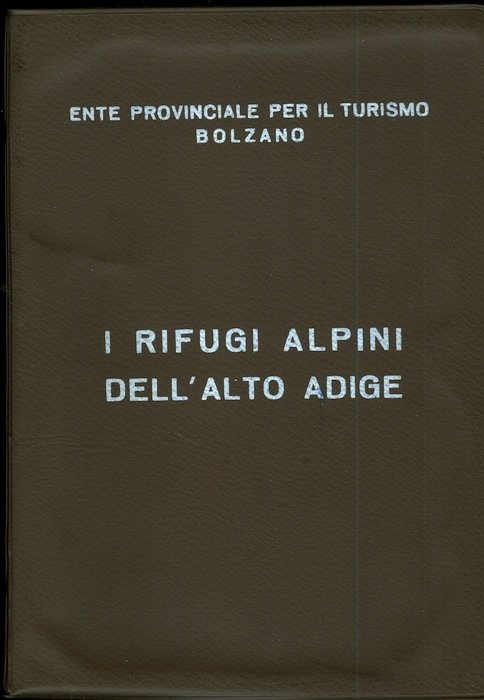 ENTE PROVINCIALE PER IL TURISMO
BOLZANO
I RIFUGI ALPINI
DELL'ALTO ADIGE